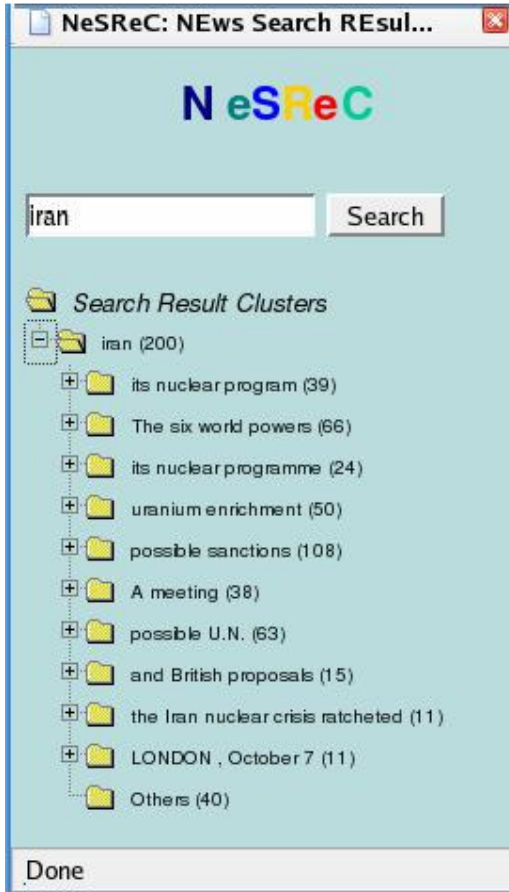 NeSReC: NEws Search REsul...
NeSReC
iran Search
Search Result Clusters
iran (200)
its nuclear program (39)
The six world powers (66)
its nuclear programme (24)
uranium enrichment (50)
possible sanctions (108)
A meeting (38)
possible U.N. (63)
and British proposals (15)
the Iran nuclear crisis ratcheted (11)
LONDON , October 7 (11)
Others (40)
Done